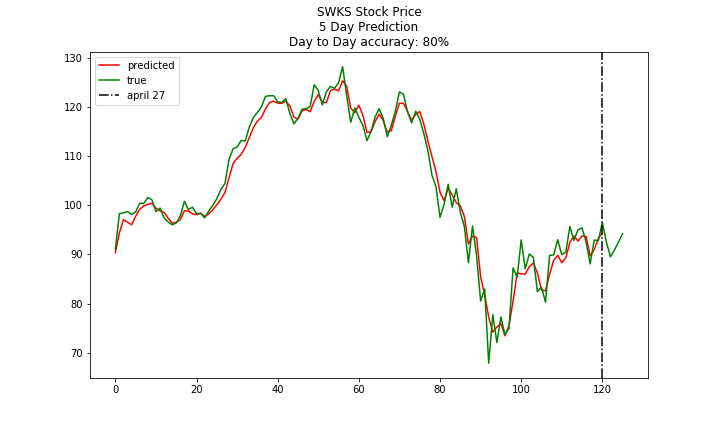 SWKS Stock Price
5 Day Prediction
Day to Day accuracy: 80%
predicted
true
april 27
130
120
110
100
90
80
70
0
20
40
60
80
100
120